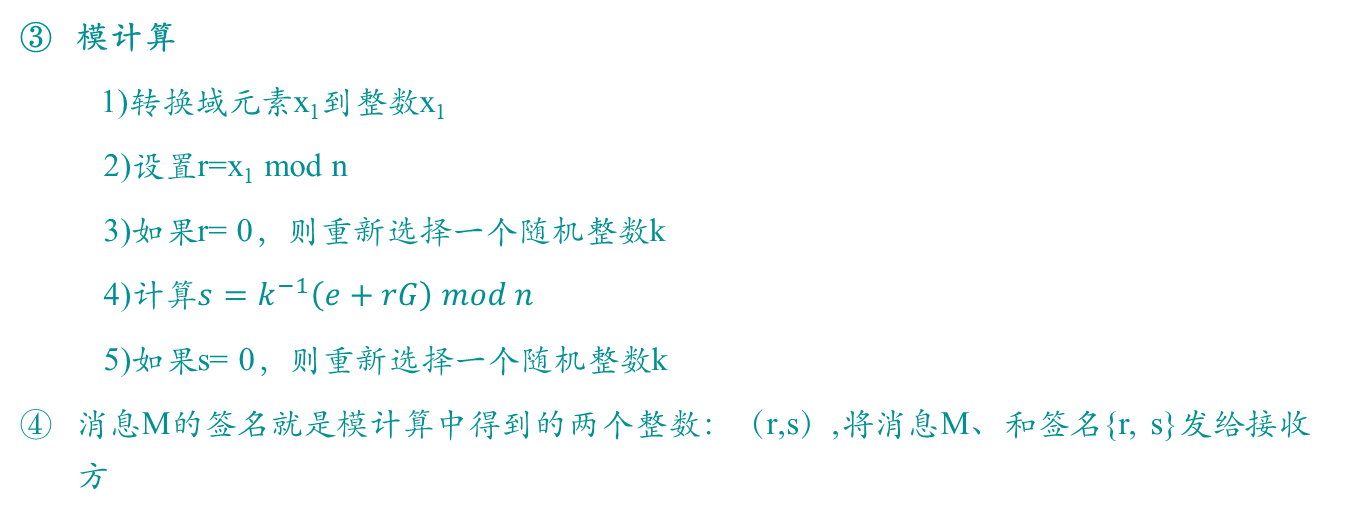 ③ 模计算
1)转换域元素x₁到整数x₁
2)设置r=x₁ mod n
3)如果r= 0，则重新选择一个随机整数k
4)计算s = k⁻¹(e + rG) mod n
5)如果s= 0，则重新选择一个随机整数k
④ 消息M的签名就是模计算中得到的两个整数：（r,s）,将消息M、和签名{r, s}发给接收
方